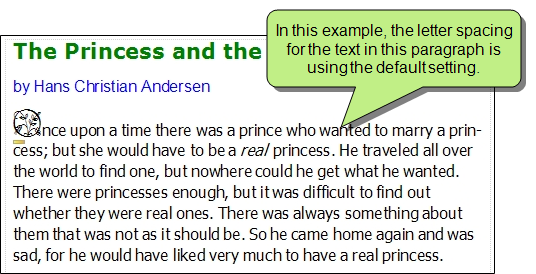 In this example, the letter spacing
for the text in this paragraph is
using the default setting.
The Princess and the
by Hans Christian Andersen
nce upon a time there was a prince who wanted to marry a prin-
cess; but she would have to be a real princess. He traveled all over
the world to find one, but nowhere could he get what he wanted.
There were princesses enough, but it was difficult to find out
whether they were real ones. There was always something about
them that was not as it should be. So he came home again and was
sad, for he would have liked very much to have a real princess.